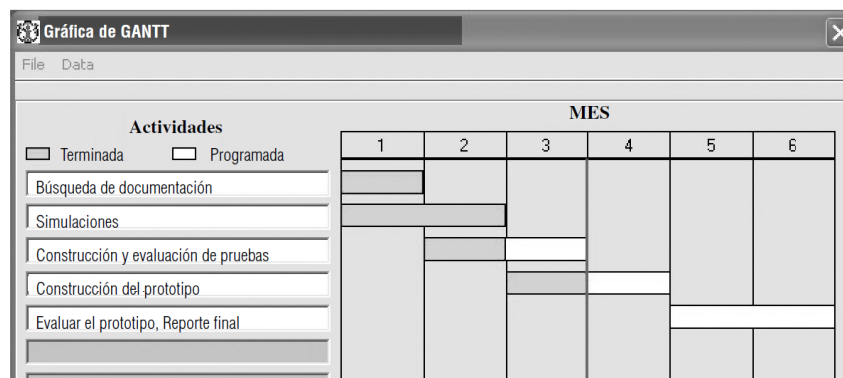 Gráfica de GANTT
File Data
MES
Actividades
Terminada Programada
1 2 3 4 5 6
Búsqueda de documentación
Simulaciones
Construcción y evaluación de pruebas
Construcción del prototipo
Evaluar el prototipo, Reporte final